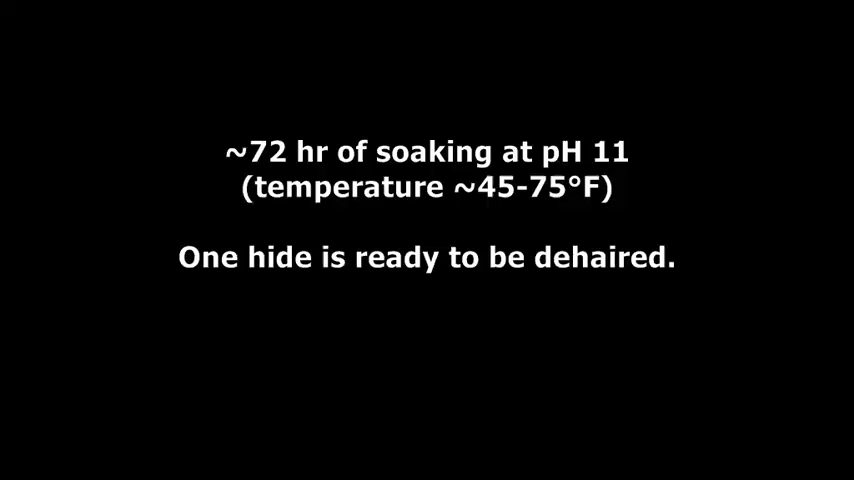 ~72 hr of soaking at pH 11
(temperature ~45-75°F)
One hide is ready to be dehaired.